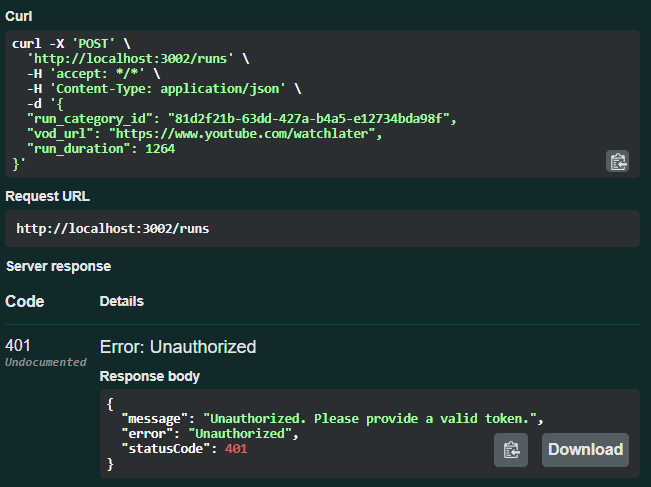 Curl
curl -X 'POST' \
  'http://localhost:3002/runs' \
  -H 'accept: */*' \
  -H 'Content-Type: application/json' \
  -d '{
  "run_category_id": "81d2f21b-63dd-427a-b4a5-e12734bda98f",
  "vod_url": "https://www.youtube.com/watchlater",
  "run_duration": 1264
}'
Request URL
http://localhost:3002/runs
Server response
Code Details
401 Error: Unauthorized
Undocumented
Response body
{
  "message": "Unauthorized. Please provide a valid token.",
  "error": "Unauthorized",
  "statusCode": 401
}
Download